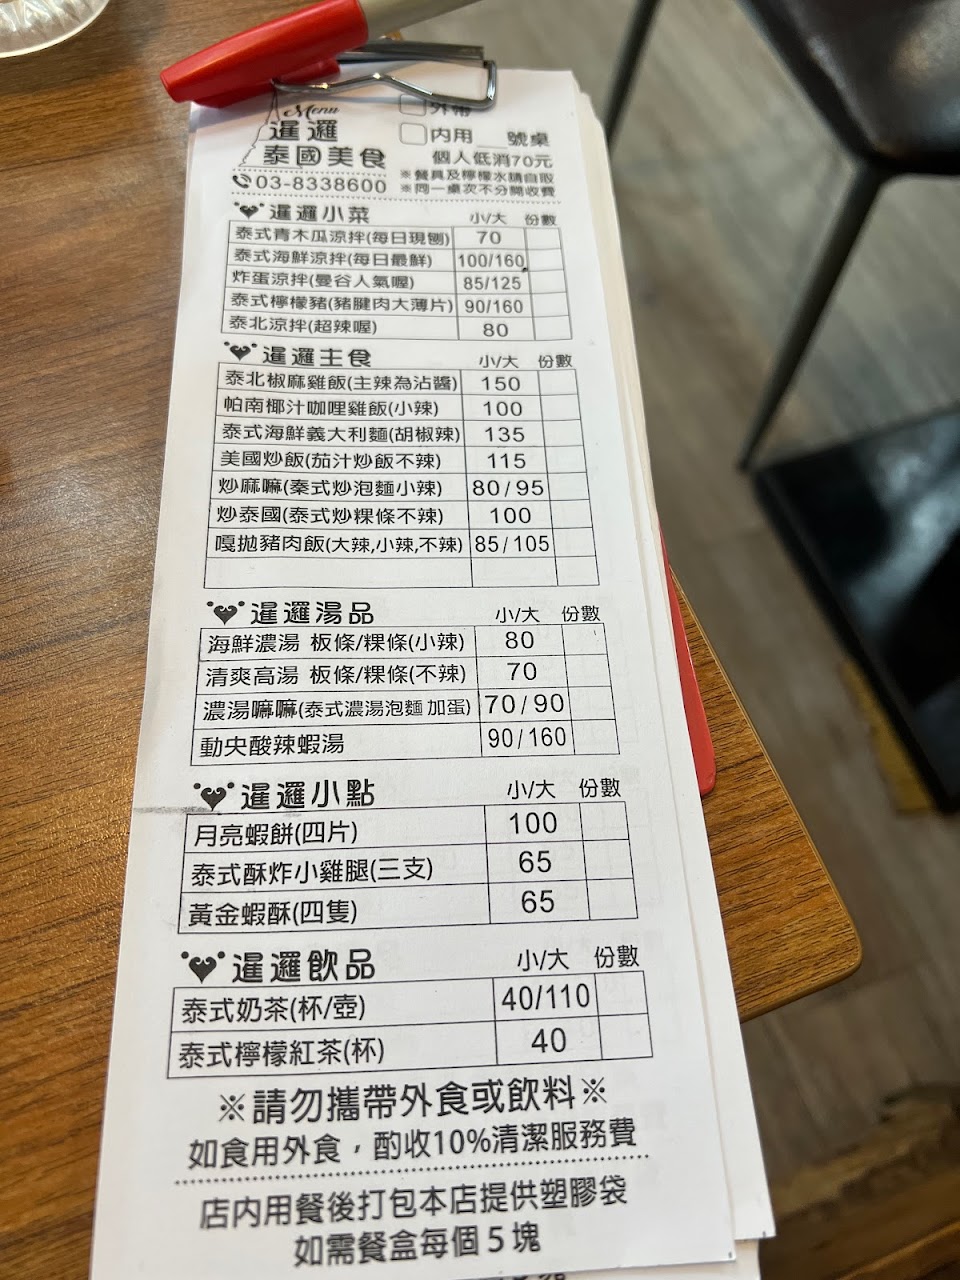 Menu
暹邏
泰國美食
03-8338600
外帶
內用 號桌
個人低消70元
※餐具及檸檬水請自取
※同一桌次不分開收費
暹邏小菜 小/大 份數
泰式青木瓜涼拌(每日現刨) 70
泰式海鮮涼拌(每日最鮮) 100/160
炸蛋涼拌(曼谷人氣喔) 85/125
泰式檸檬豬(豬腱肉大薄片) 90/160
泰北涼拌(超辣喔) 80
暹邏主食 小/大 份數
泰北椒麻雞飯(主辣為沾醬) 150
帕南椰汁咖哩雞飯(小辣) 100
泰式海鮮義大利麵(胡椒辣) 135
美國炒飯(茄汁炒飯不辣) 115
炒麻嘛(秦式炒泡麵小辣) 80/95
炒泰國(泰式炒粿條不辣) 100
嘎拋豬肉飯(大辣,小辣,不辣) 85/105
暹邏湯品 小/大 份數
海鮮濃湯 板條/粿條(小辣) 80
清爽高湯 板條/粿條(不辣) 70
濃湯嘛嘛(泰式濃湯泡麵 加蛋) 70/90
動央酸辣蝦湯 90/160
暹邏小點 小/大 份數
月亮蝦餅(四片) 100
泰式酥炸小雞腿(三支) 65
黃金蝦酥(四隻) 65
暹邏飲品 小/大 份數
泰式奶茶(杯/壺) 40/110
泰式檸檬紅茶(杯) 40
※請勿攜帶外食或飲料※
如食用外食，酌收10%清潔服務費
店內用餐後打包本店提供塑膠袋
如需餐盒每個5塊